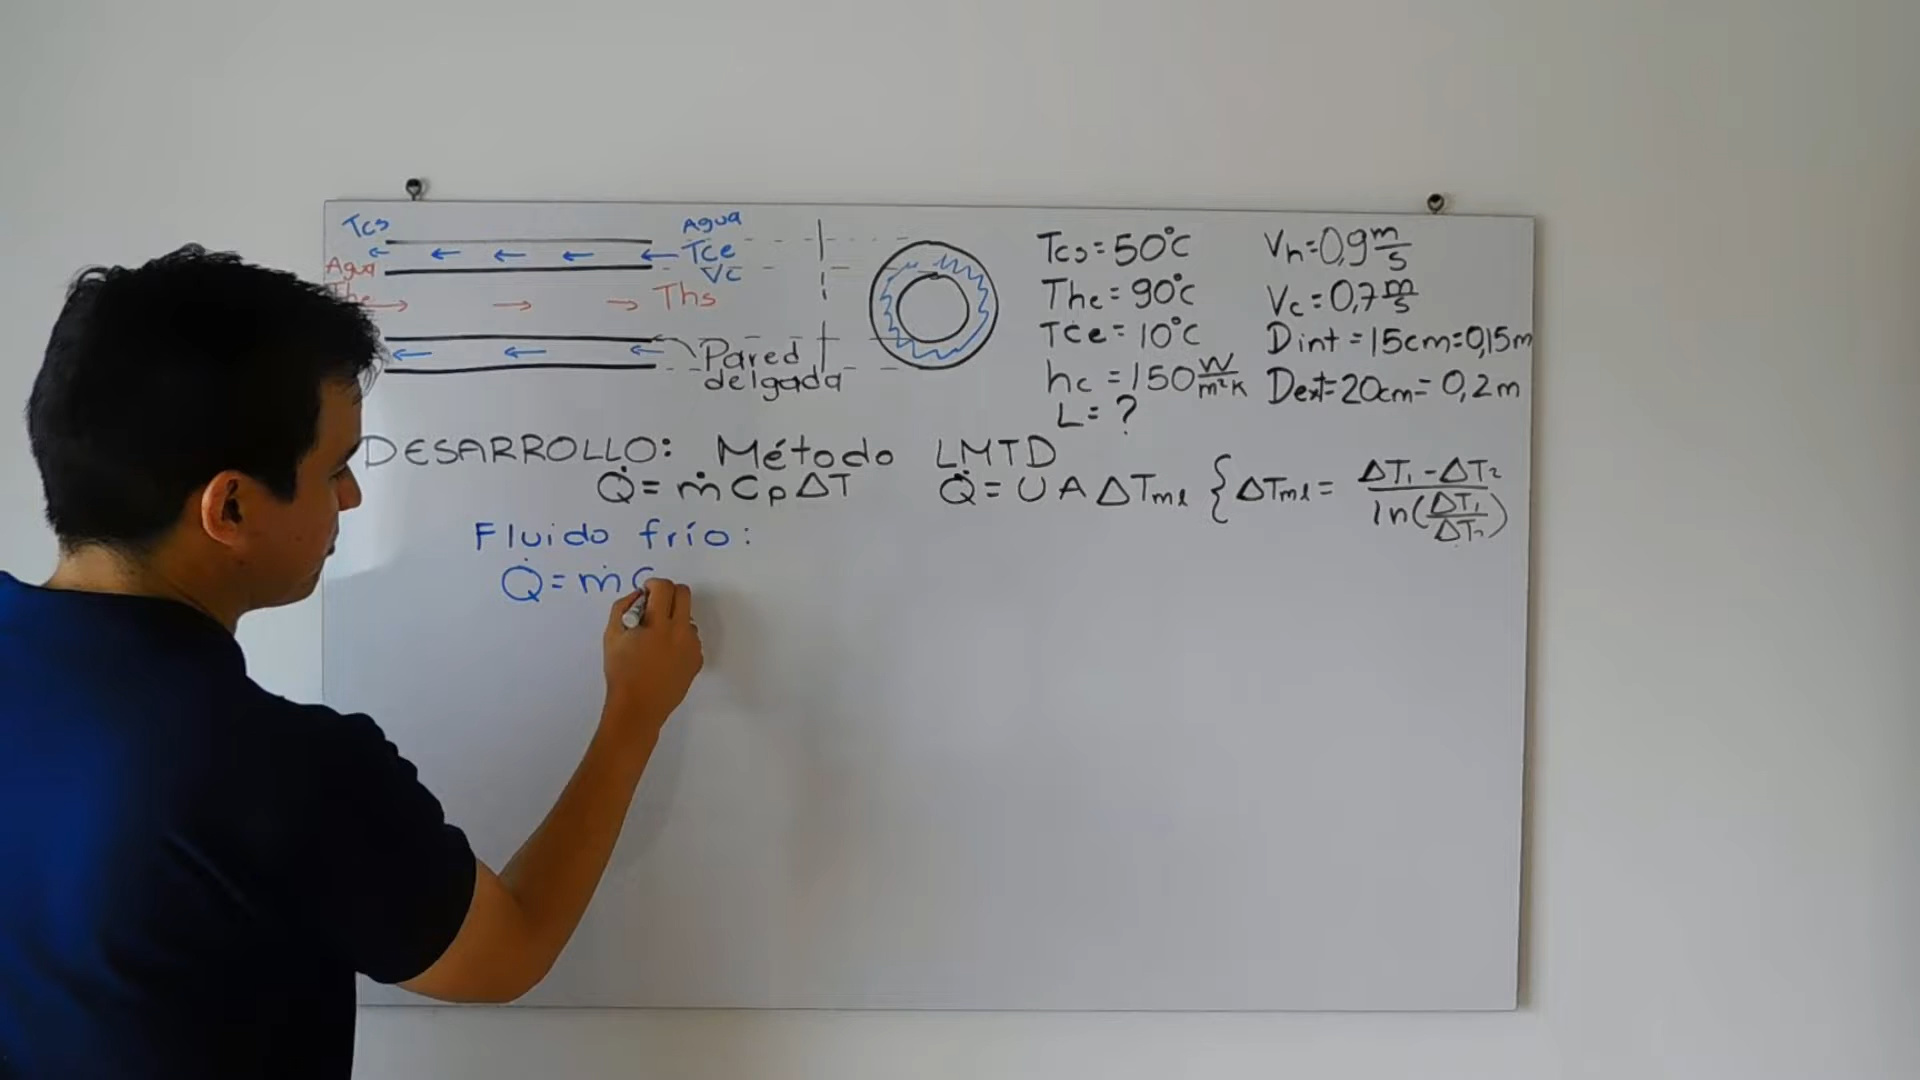 Tcs
Agua
Tce
Vc
Agua
Ths
Pared
delgada
Tcs = 50°C
The = 90°C
Tce = 10°C
hc = 150 W/m²K
L = ?
Vh = 0,9 m/s
Vc = 0,7 m/s
Dint = 15cm = 0,15m
Dext = 20cm = 0,2m
DESARROLLO: Método LMTD
Q̇ = ṁ Cp ΔT Q̇ = U A ΔTml { ΔTml = ΔT1 - ΔT2 / ln(ΔT1/ΔT2)
Fluido frío:
Q̇ = ṁ C